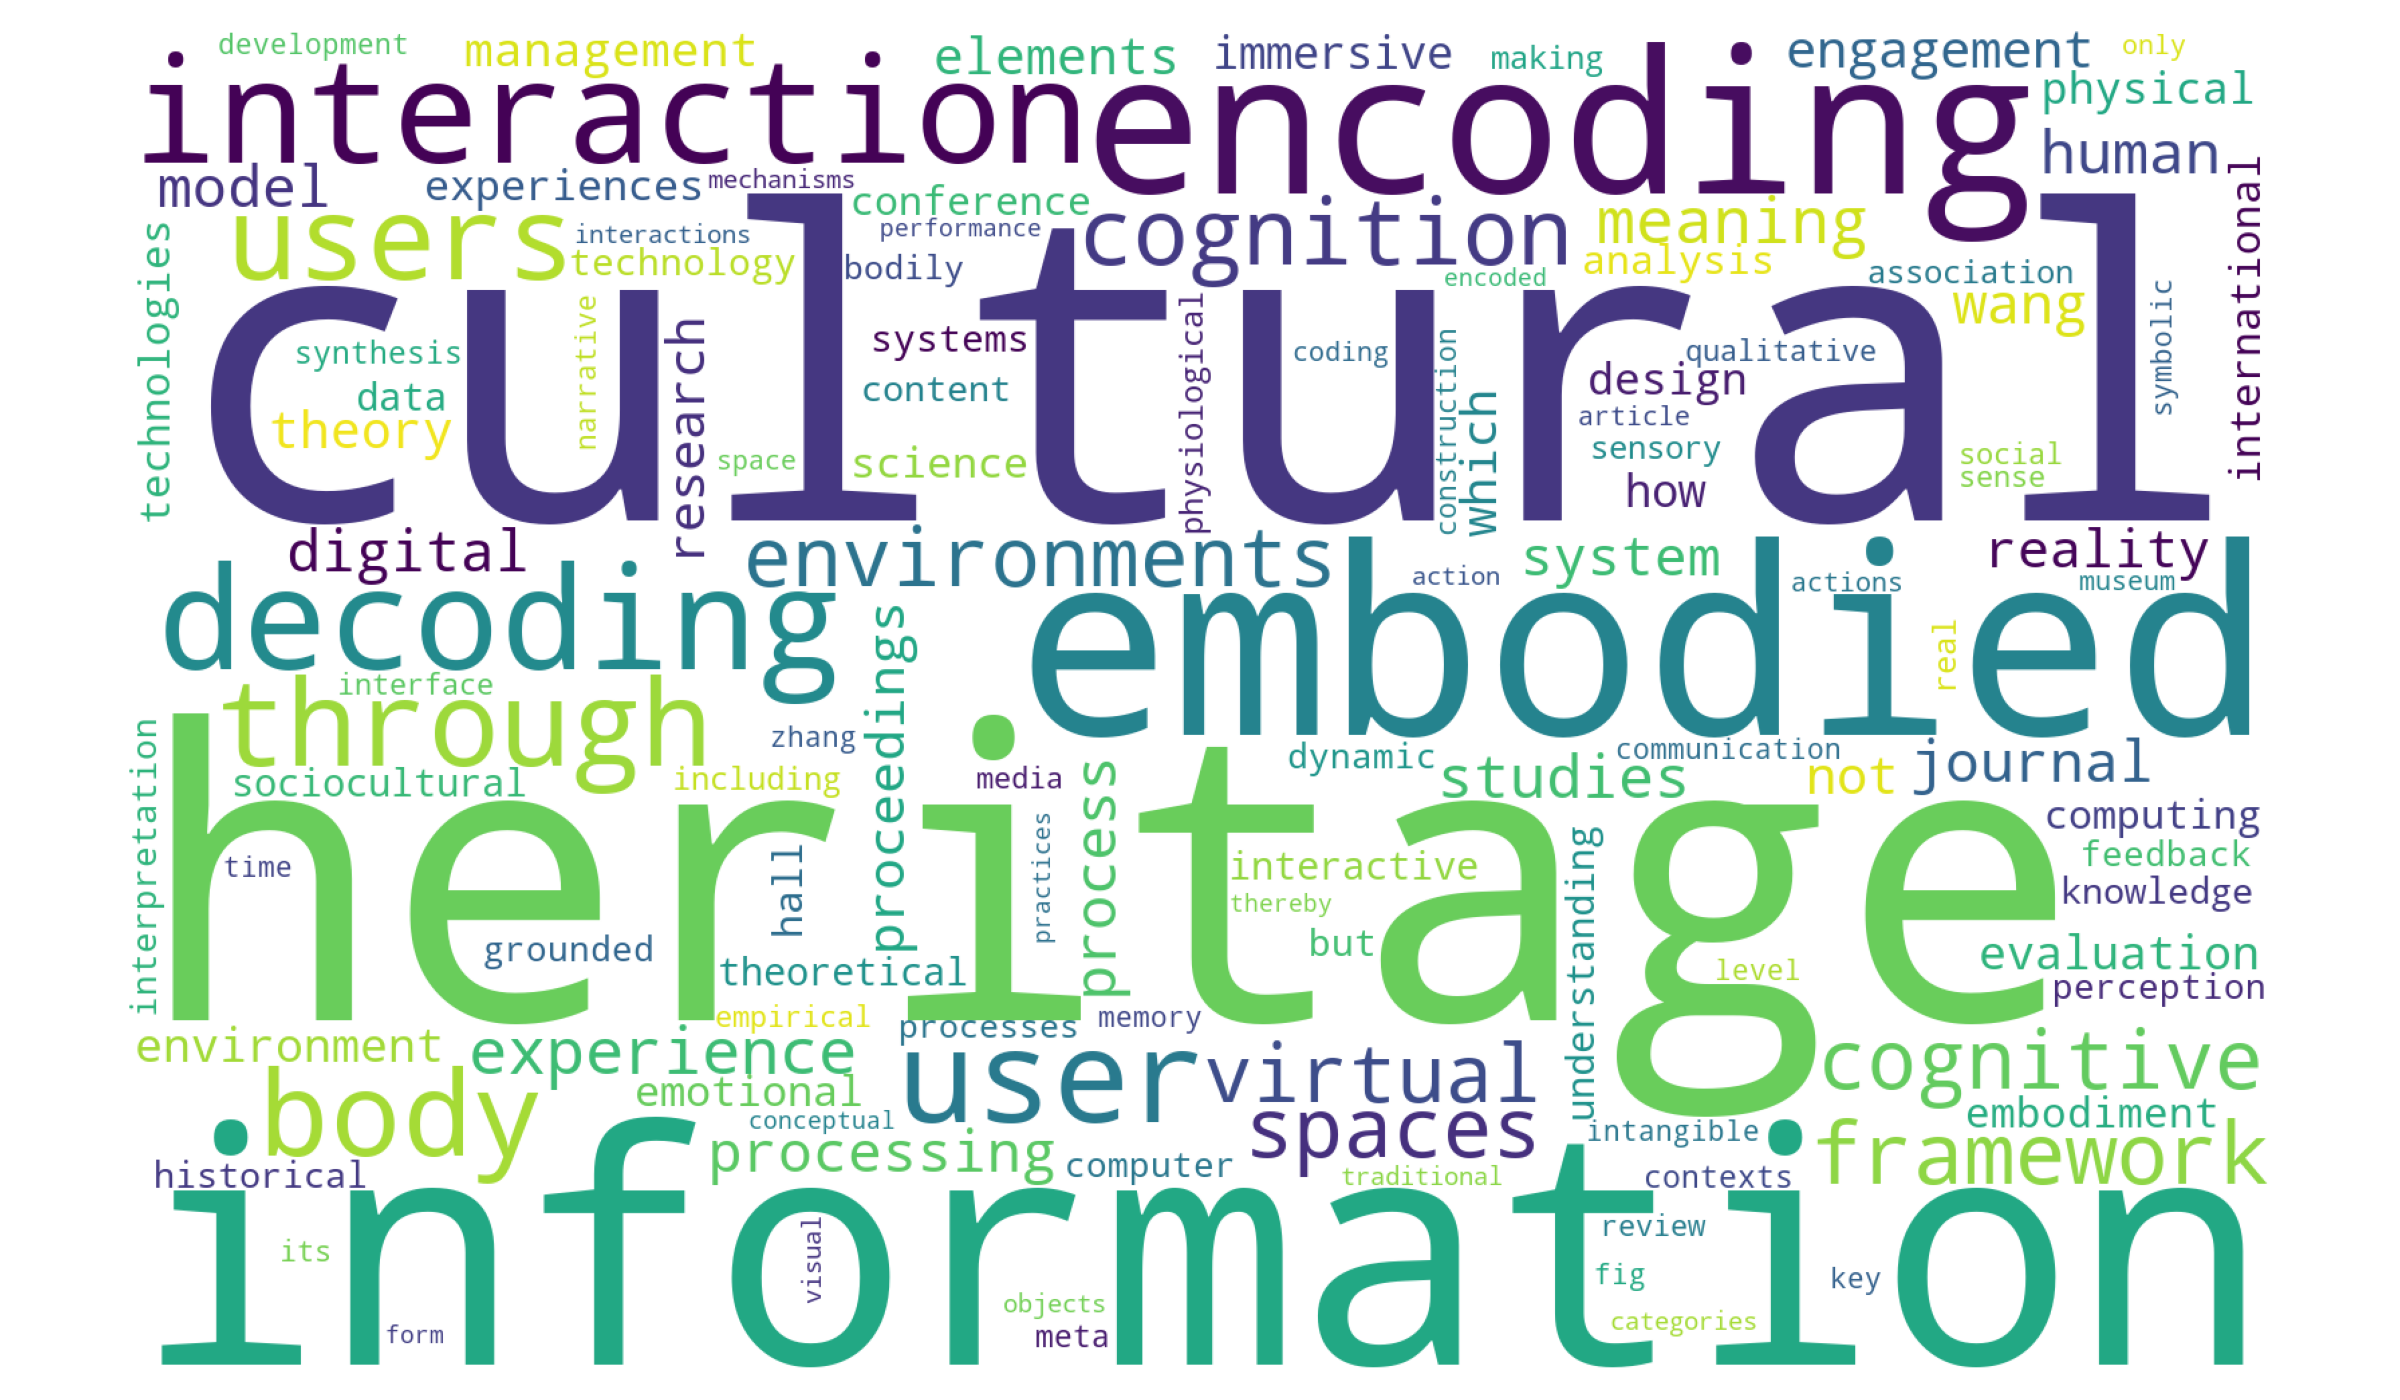 development
management
elements
immersive
making
engagement
only
interaction
encoding
physical
human
model
experiences
mechanisms
conference
performance
cognition
meaning
international
technologies
users
interactions
technology
bodily
encoded
analysis
association
wang
cultural
symbolic
synthesis
narrative
research
systems
physiological
coding
construction
qualitative
data
content
which
design
article
theory
space
science
sensory
how
social
sense
digital
environments
system
reality
action
actions
museum
decoding
proceedings
embodied
real
interface
through
interpretation
zhang
sociocultural
including
media
process
dynamic
communication
studies
not
journal
heritage
computing
time
hall
practices
interactive
understanding
feedback
thereby
knowledge
grounded
theoretical
but
level
evaluation
perception
environment
experience
empirical
processes
memory
user
virtual
cognitive
body
emotional
conceptual
spaces
intangible
embodiment
historical
processing
computer
traditional
contexts
framework
information
its
visual
review
fig
key
form
objects
meta
categories